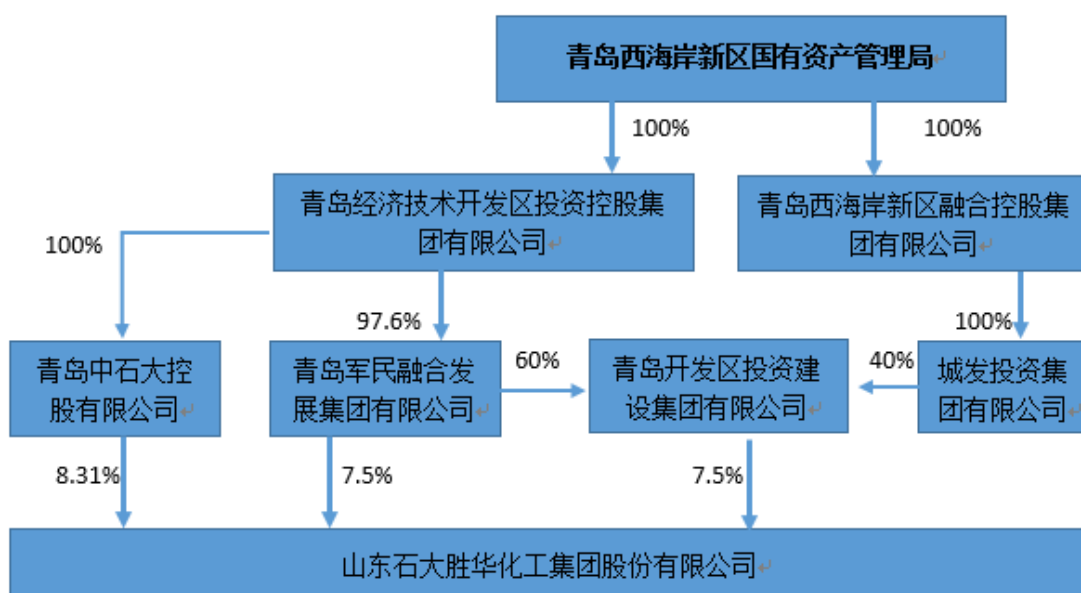 青岛西海岸新区国有资产管理局
100%
100%
青岛经济技术开发区投资控股集
团有限公司
青岛西海岸新区融合控股集
团有限公司
100%
97.6%
100%
青岛中石大控
股有限公司
青岛军民融合发
展集团有限公司
60%
青岛开发区投资建
设集团有限公司
40%
城发投资集
团有限公司
8.31%
7.5%
7.5%
山东石大胜华化工集团股份有限公司